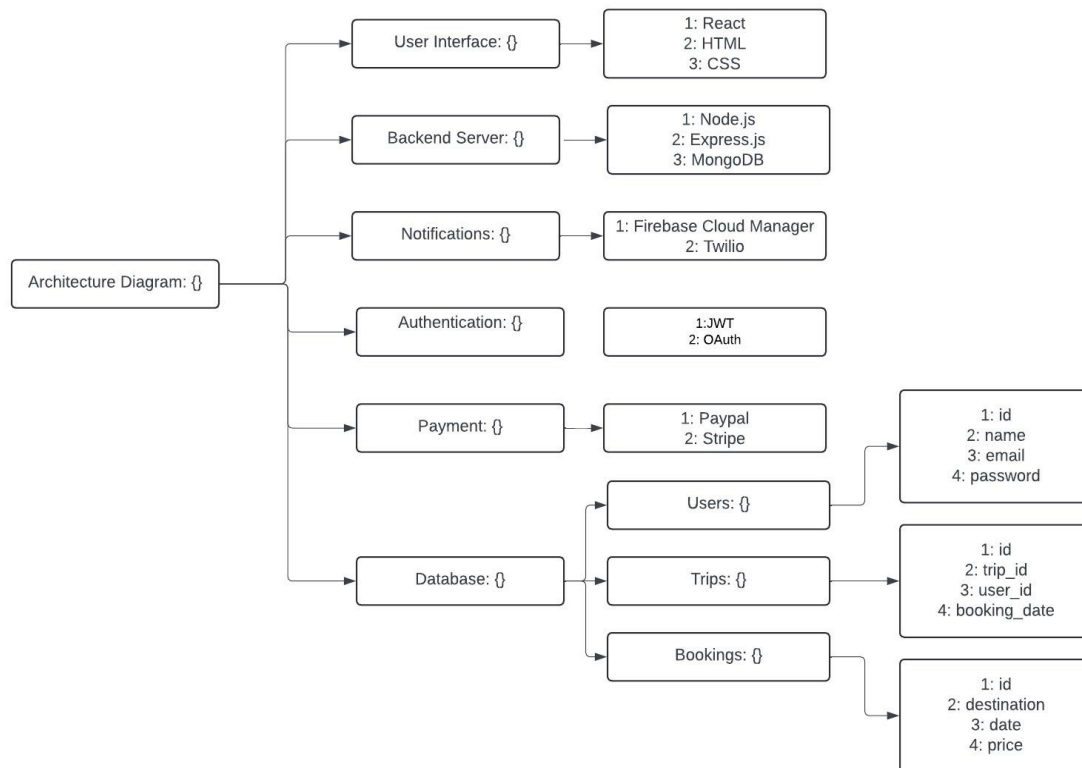 User Interface: {}
1: React
2: HTML
3: CSS
Backend Server: {}
1: Node.js
2: Express.js
3: MongoDB
Notifications: {}
1: Firebase Cloud Manager
2: Twilio
Architecture Diagram: {}
Authentication: {}
1:JWT
2: OAuth
Payment: {}
1: Paypal
2: Stripe
Database: {}
Users: {}
1: id
2: name
3: email
4: password
Trips: {}
1: id
2: trip_id
3: user_id
4: booking_date
Bookings: {}
1: id
2: destination
3: date
4: price